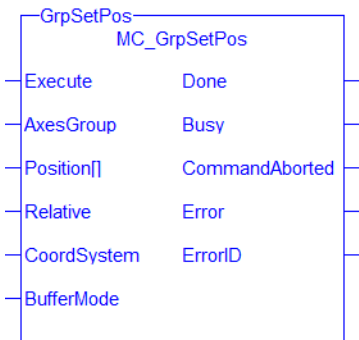 GrpSetPos
MC_GrpSetPos
Execute Done
AxesGroup Busy
Position[] CommandAborted
Relative Error
CoordSystem ErrorID
BufferMode